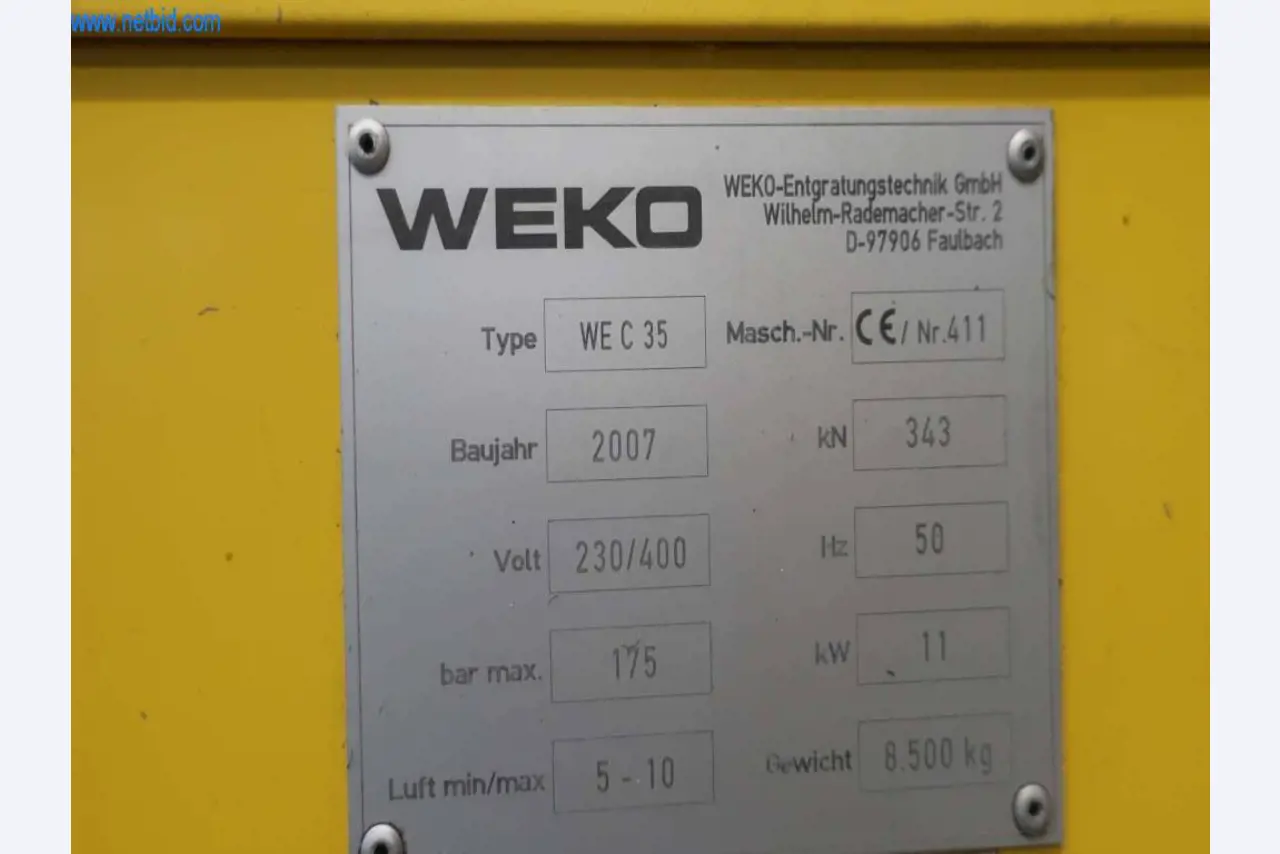 www.netbid.com
WEKO
WEKO-Entgratungstechnik GmbH
Wilhelm-Rademacher-Str. 2
D-97906 Faulbach
Type WE C 35 Masch.-Nr. CE / Nr.411
Baujahr 2007 kN 343
Volt 230/400 Hz 50
bar max. 175 kW 11
Luft min/max 5 - 10 Gewicht 8.500 kg